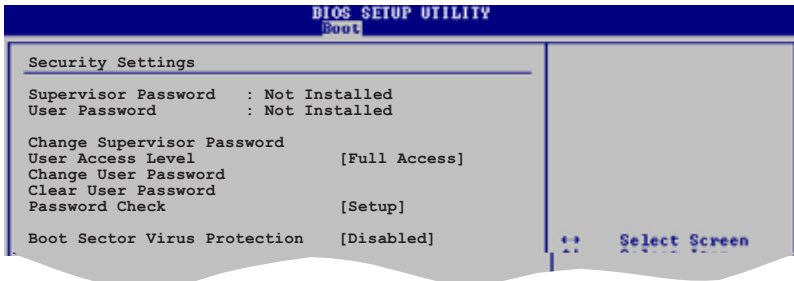 BIOS SETUP UTILITY
Boot
Security Settings
Supervisor Password : Not Installed
User Password : Not Installed
Change Supervisor Password
User Access Level [Full Access]
Change User Password
Clear User Password
Password Check [Setup]
Boot Sector Virus Protection [Disabled]
↔ Select Screen